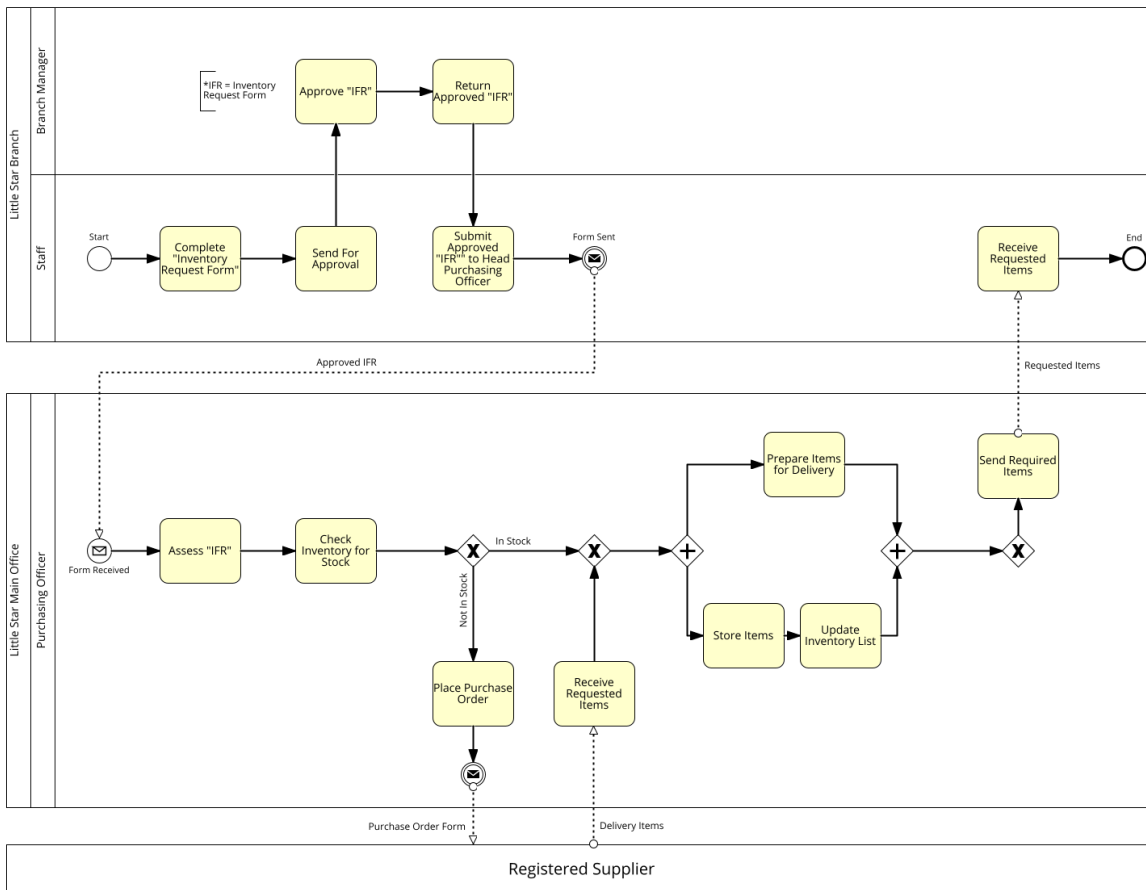 Little Star Branch
Branch Manager
*IFR = Inventory
Request Form
Approve "IFR"
Return
Approved "IFR"
Staff
Start
Complete
"Inventory
Request Form"
Send For
Approval
Submit
Approved
"IFR"" to Head
Purchasing
Officer
Form Sent
Receive
Requested
Items
End
Approved IFR
Requested Items
Little Star Main Office
Purchasing Officer
Form Received
Assess "IFR"
Check
Inventory for
Stock
In Stock
Not In Stock
Prepare Items
for Delivery
Store Items
Update
Inventory List
Send Required
Items
Place Purchase
Order
Receive
Requested
Items
Purchase Order Form
Delivery Items
Registered Supplier